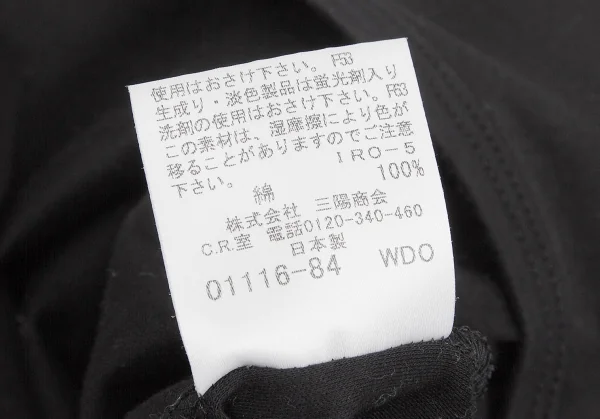 使用はおさけ下さい。 F53
生成り・淡色製品は蛍光剤入り
洗剤の使用はおさけ下さい。F63
この素材は、湿摩擦により色が
移ることがありますのでご注意
下さい。 IRO-5
綿 100%
株式会社 三陽商会
C.R.室 電話0120-340-460
日本製
01116-84 WDO